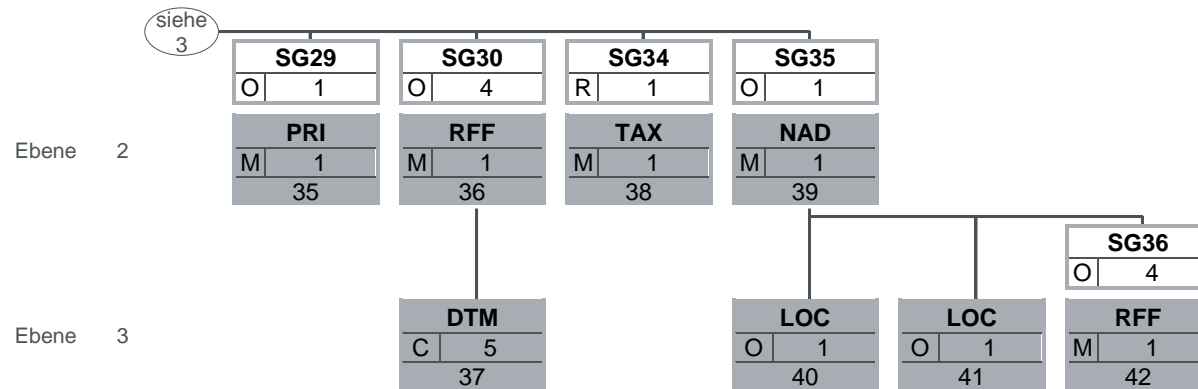 siehe
3
SG29 SG30 SG34 SG35
O 1 O 4 R 1 O 1
PRI RFF TAX NAD
Ebene 2
M 1 M 1 M 1 M 1
35 36 38 39
SG36
O 4
DTM LOC LOC RFF
Ebene 3
C 5 O 1 O 1 M 1
37 40 41 42